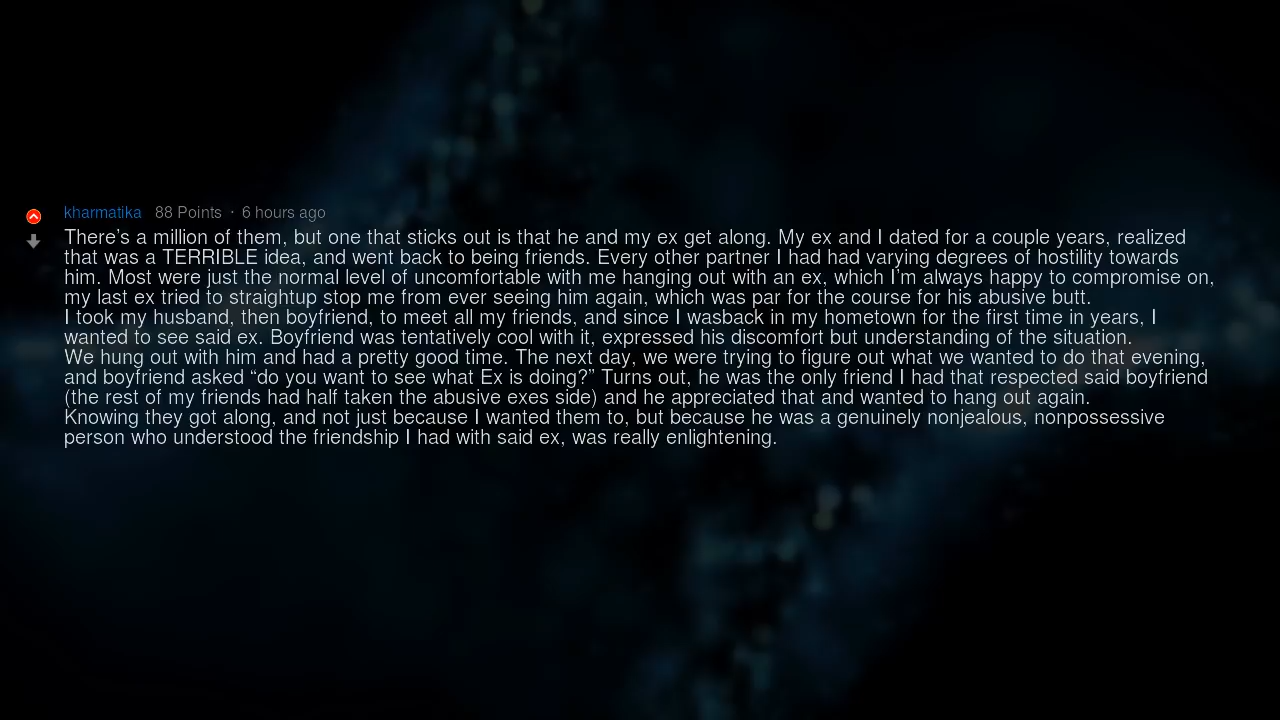 kharmatika 88 Points · 6 hours ago
There's a million of them, but one that sticks out is that he and my ex get along. My ex and I dated for a couple years, realized
that was a TERRIBLE idea, and went back to being friends. Every other partner I had had varying degrees of hostility towards
him. Most were just the normal level of uncomfortable with me hanging out with an ex, which I'm always happy to compromise on,
my last ex tried to straightup stop me from ever seeing him again, which was par for the course for his abusive butt.
I took my husband, then boyfriend, to meet all my friends, and since I wasback in my hometown for the first time in years, I
wanted to see said ex. Boyfriend was tentatively cool with it, expressed his discomfort but understanding of the situation.
We hung out with him and had a pretty good time. The next day, we were trying to figure out what we wanted to do that evening,
and boyfriend asked “do you want to see what Ex is doing?” Turns out, he was the only friend I had that respected said boyfriend
(the rest of my friends had half taken the abusive exes side) and he appreciated that and wanted to hang out again.
Knowing they got along, and not just because I wanted them to, but because he was a genuinely nonjealous, nonpossessive
person who understood the friendship I had with said ex, was really enlightening.